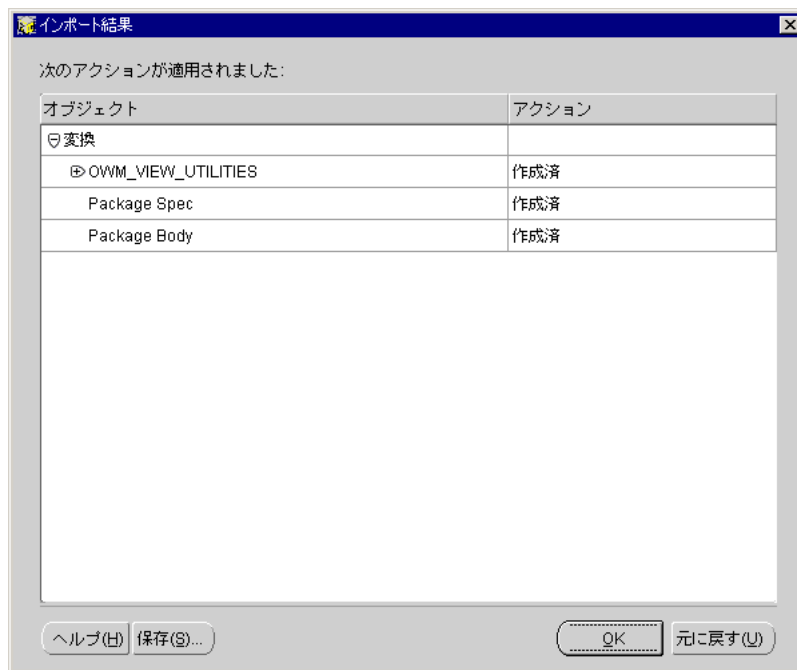 インポート結果
次のアクションが適用されました:
オブジェクト アクション
変換
OWM_VIEW_UTILITIES 作成済
Package Spec 作成済
Package Body 作成済
ヘルプ(H) 保存(S)... OK 元に戻す(U)